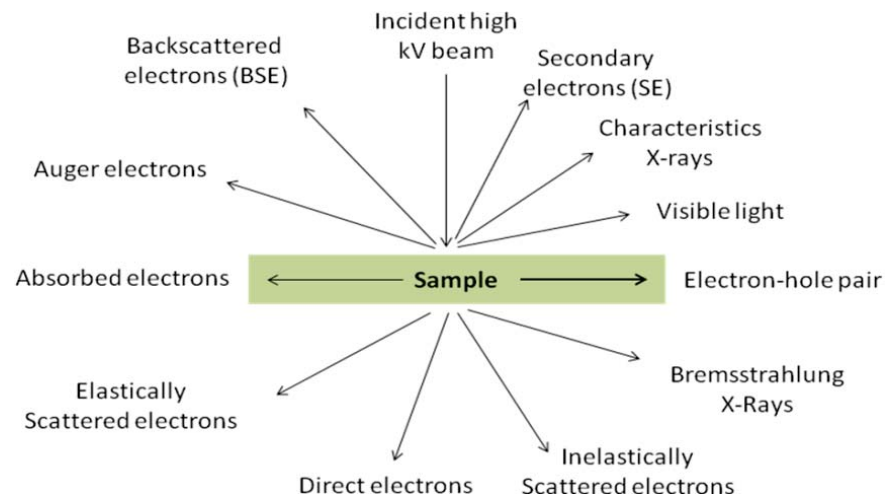 Incident high
kV beam
Backscattered
electrons (BSE)
Secondary
electrons (SE)
Characteristics
X-rays
Auger electrons
Visible light
Absorbed electrons
Sample
Electron-hole pair
Elastically
Scattered electrons
Bremsstrahlung
X-Rays
Direct electrons
Inelastically
Scattered electrons